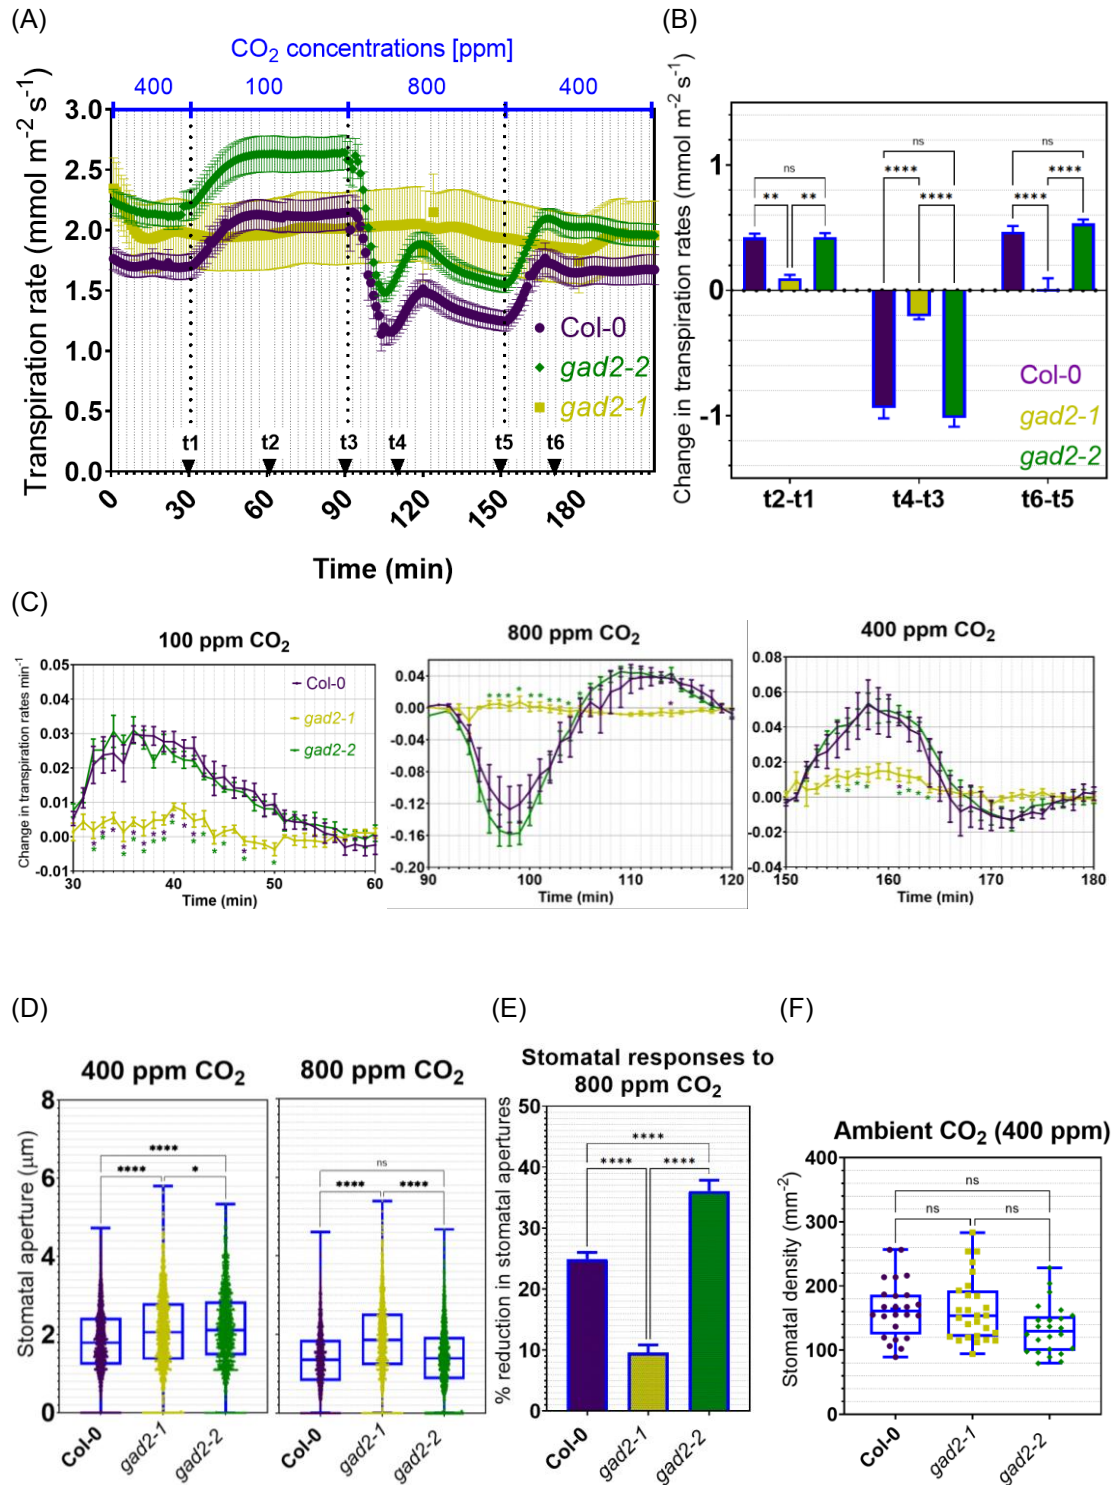 (A)
CO2 concentrations [ppm]
400 100 800 400
Transpiration rate (mmol m-2 s-1)
3.0
2.5
2.0
1.5
1.0
0.5
0.0
Col-0
gad2-2
gad2-1
t1 t2 t3 t4 t5 t6
0 30 60 90 120 150 180
Time (min)
(B)
Change in transpiration rates (mmol m-2 s-1)
1
0
-1
ns
** **
ns
****
****
ns
****
****
Col-0
gad2-1
gad2-2
t2-t1 t4-t3 t6-t5
(C)
100 ppm CO2
Change in transpiration rates min-1
0.05
0.04
0.03
0.02
0.01
0.00
-0.01
Col-0
gad2-1
gad2-2
30 40 50 60
Time (min)
800 ppm CO2
0.04
0.00
-0.04
-0.08
-0.12
-0.16
-0.20
90 100 110 120
Time (min)
400 ppm CO2
0.08
0.06
0.04
0.02
0.00
-0.02
-0.04
150 160 170 180
Time (min)
(D)
400 ppm CO2
800 ppm CO2
Stomatal aperture (μm)
8
6
4
2
0
****
**** *
ns
**** ****
Col-0 gad2-1 gad2-2
Col-0 gad2-1 gad2-2
(E)
Stomatal responses to
800 ppm CO2
% reduction in stomatal apertures
50
40
30
20
10
0
****
**** ****
Col-0 gad2-1 gad2-2
(F)
Ambient CO2 (400 ppm)
Stomatal density (mm-2)
400
300
200
100
0
ns
ns ns
Col-0 gad2-1 gad2-2